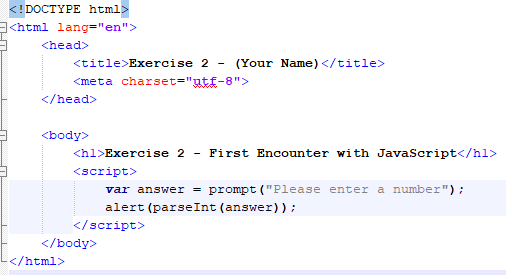 <!DOCTYPE html>
<html lang="en">
<head>
<title>Exercise 2 - (Your Name)</title>
<meta charset="utf-8">
</head>
<body>
<h1>Exercise 2 - First Encounter with JavaScript</h1>
<script>
var answer = prompt("Please enter a number");
alert(parseInt(answer));
</script>
</body>
</html>